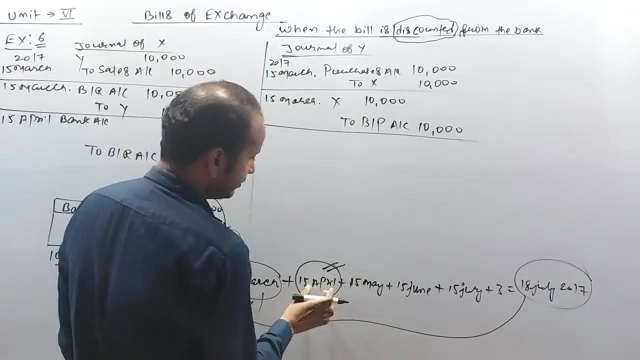 Unit - VI Bills of Exchange - when the bill is discounted from the bank
EX: 6 Journal of X
2017 Y 10,000
15 march To Sales A/c 10,000
15 march. B/R A/c
To Y
15 April Bank A/c
To B/R A/c
Journal of Y
2017
15 march Purchases A/c 10,000
To X 10,000
15 march. X 10,000
To B/P A/c 10,000
+ 15 April + 15 may + 15 june + 15 july + 3 = 18 july 2017